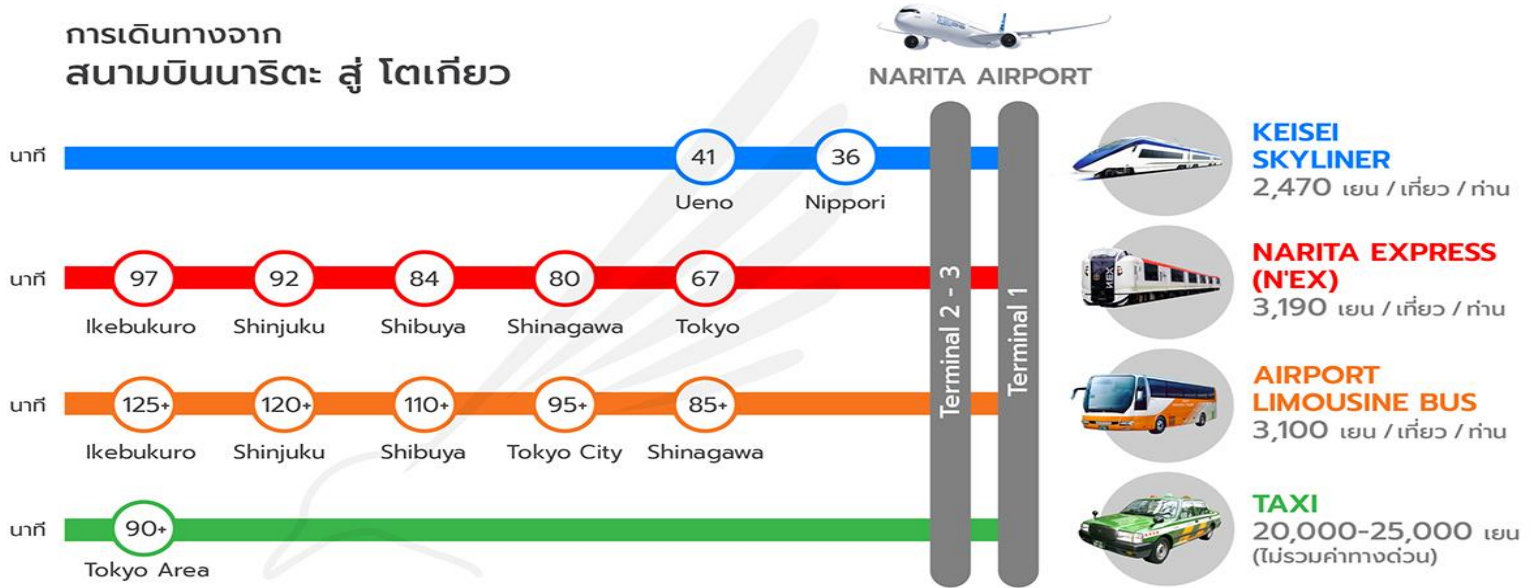 การเดินทางจาก
สนามบินนาริตะ สู่ โตเกียว
NARITA AIRPORT
Terminal 2 - 3
Terminal 1
นาที
41
36
Ueno
Nippori
KEISEI
SKYLINER
2,470 เยน / เที่ยว / ท่าน
นาที
97
92
84
80
67
Ikebukuro
Shinjuku
Shibuya
Shinagawa
Tokyo
N'EX
NARITA EXPRESS
(N'EX)
3,190 เยน / เที่ยว / ท่าน
นาที
125+
120+
110+
95+
85+
Ikebukuro
Shinjuku
Shibuya
Tokyo City
Shinagawa
AIRPORT
LIMOUSINE BUS
3,100 เยน / เที่ยว / ท่าน
นาที
90+
Tokyo Area
TAXI
20,000-25,000 เยน
(ไม่รวมค่าทางด่วน)